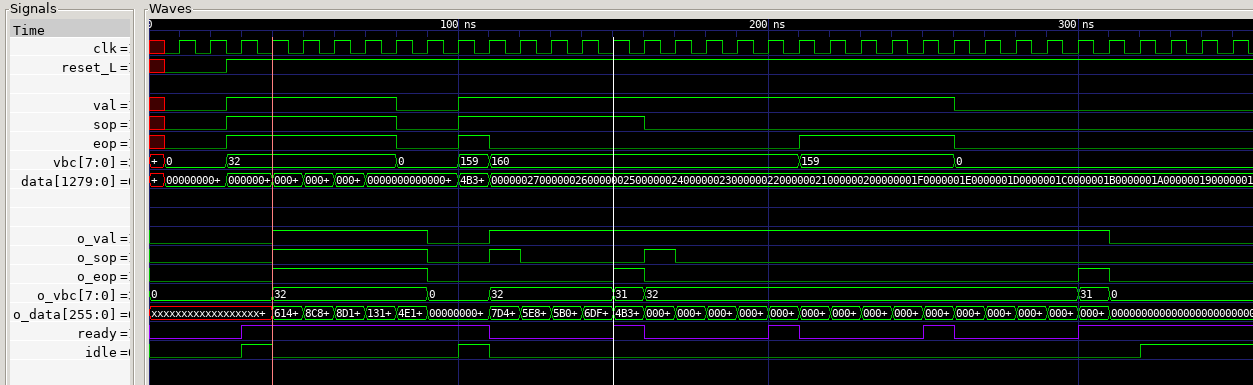 Signals Waves
Time 0 100 ns 200 ns 300 ns
clk=
reset_L=
val=
sop=
eop=
vbc[7:0]= + 0 32 0 159 160 159 0
data[1279:0]= + 00000000+ 000000+ 000+ 000+ 000+ 0000000000000+ 4B3+ 000000270000002600000025000000240000002300000022000000210000002000000001F0000001E0000001D0000001C0000001B0000001A000000190000001
o_val=
o_sop=
o_eop=
o_vbc[7:0]= 0 32 0 32 31 32 31 0
o_data[255:0]= xxxxxxxxxxxxxxxxxx+ 614+ 8C8+ 8D1+ 131+ 4E1+ 00000000+ 7D4+ 5E8+ 5B0+ 6DF+ 4B3+ 000+ 000+ 000+ 000+ 000+ 000+ 000+ 000+ 000+ 000+ 000+ 000+ 000+ 000+ 000+ 00000000000000000000000
ready=
idle=